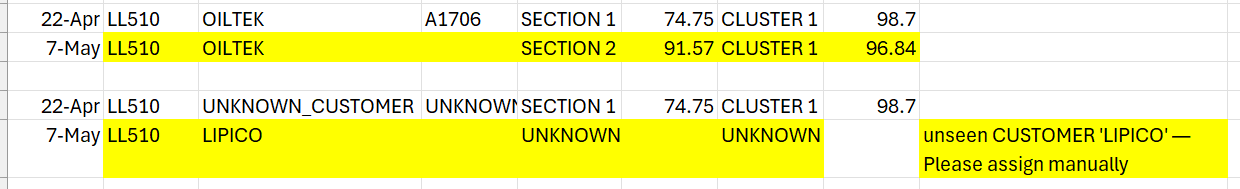 22-Apr LL510 OILTEK A1706 SECTION 1 74.75 CLUSTER 1 98.7
7-May LL510 OILTEK SECTION 2 91.57 CLUSTER 1 96.84
22-Apr LL510 UNKNOWN_CUSTOMER UNKNOWN SECTION 1 74.75 CLUSTER 1 98.7
7-May LL510 LIPICO UNKNOWN UNKNOWN unseen CUSTOMER 'LIPICO' —
Please assign manually